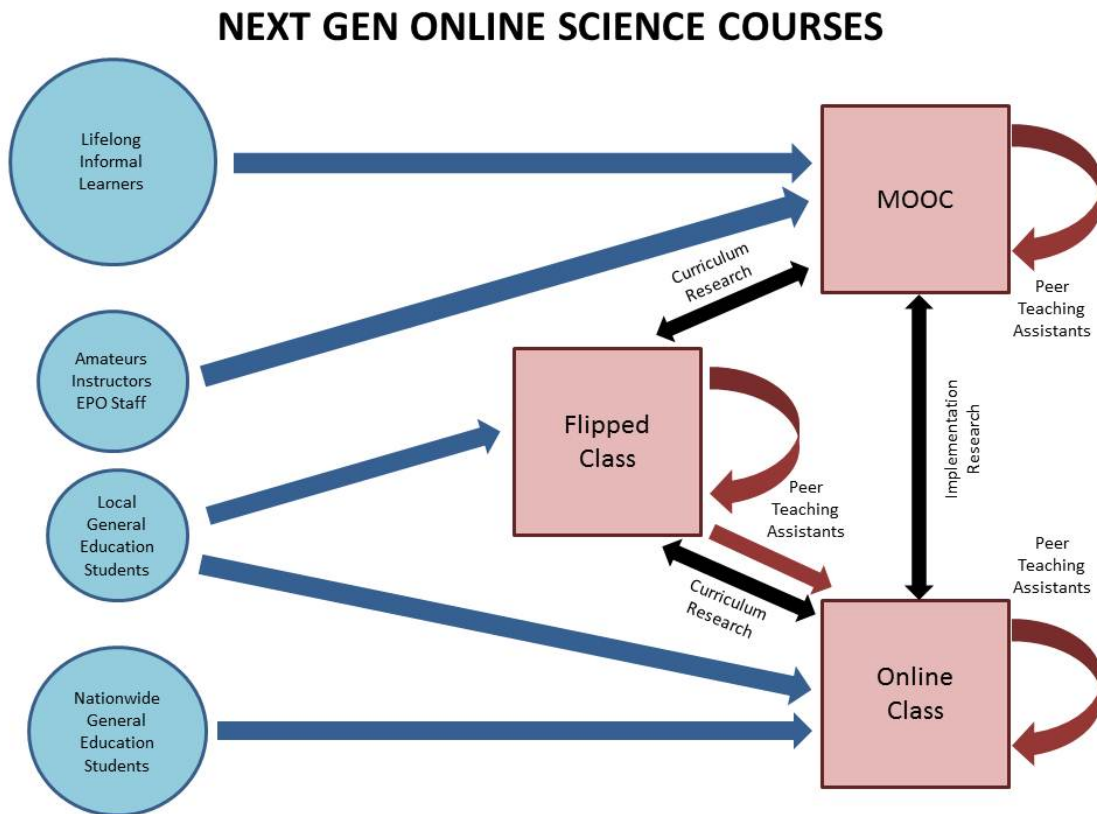 NEXT GEN ONLINE SCIENCE COURSES
Lifelong
Informal
Learners
MOOC
Curriculum
Research
Peer
Teaching
Assistants
Amateurs
Instructors
EPO Staff
Flipped
Class
Implementation
Research
Local
General
Education
Students
Peer
Teaching
Assistants
Peer
Teaching
Assistants
Curriculum
Research
Nationwide
General
Education
Students
Online
Class